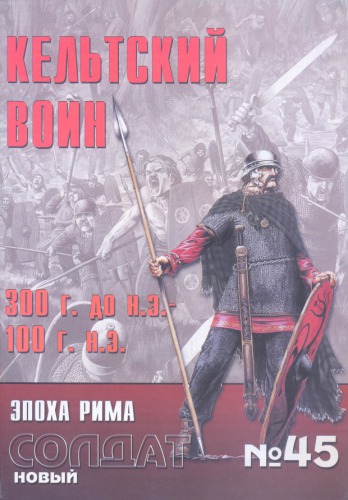 КЕЛЬТСКИЙ
ВОИН
300 г. до н.э.-
100 г. н.э.
ЭПОХА РИМА
СОЛДАТ
НОВЫЙ
№45